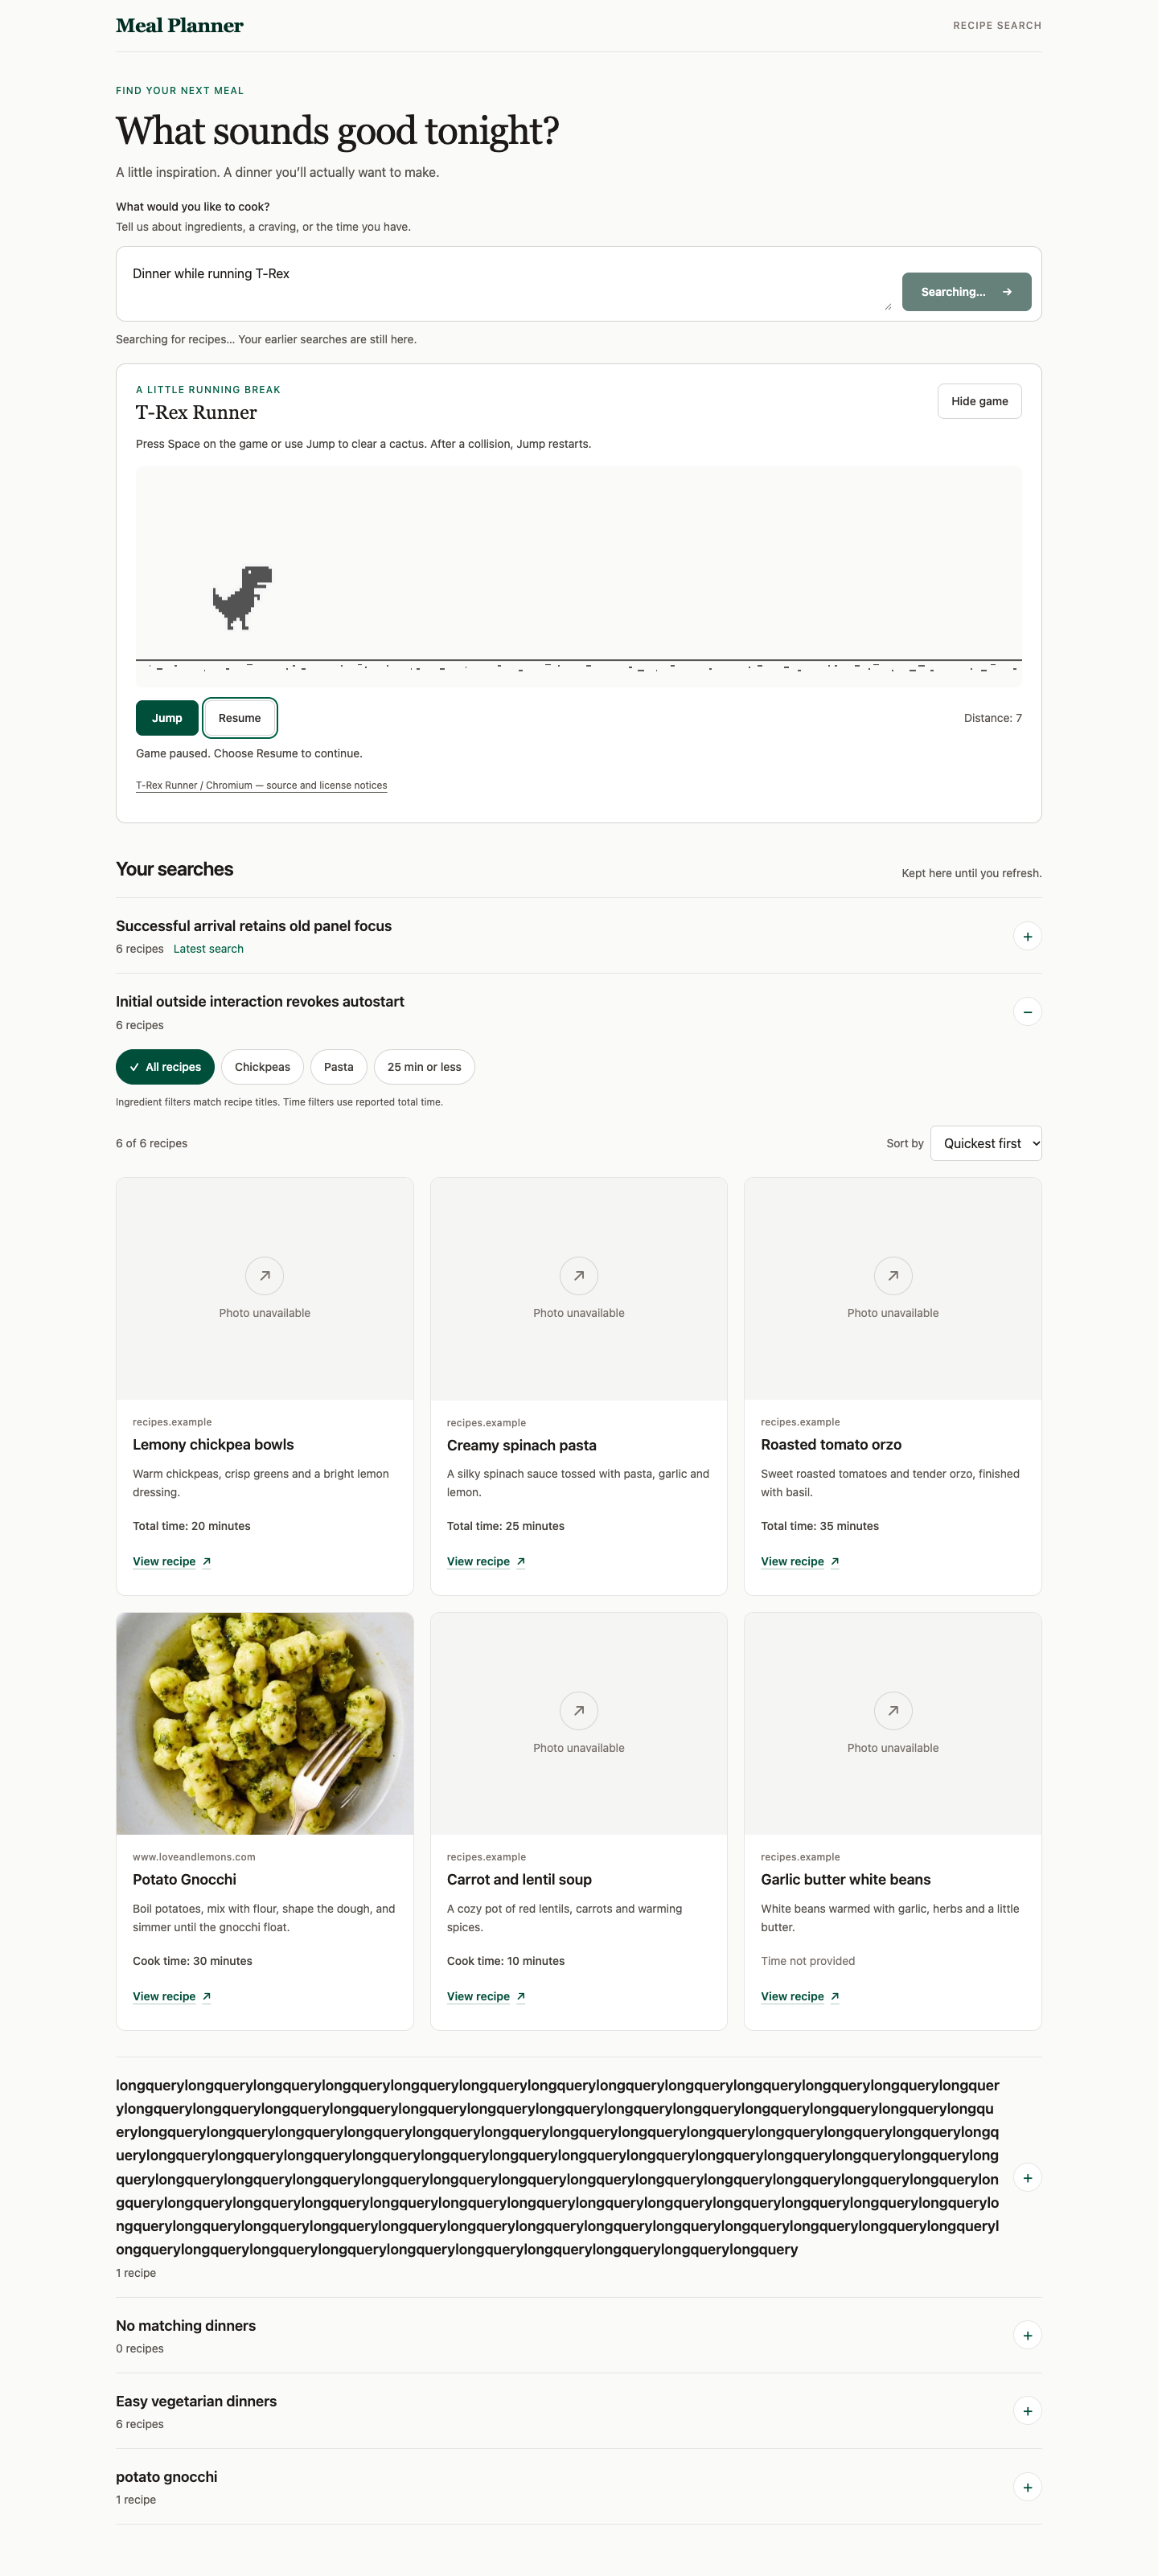 Meal Planner
RECIPE SEARCH
FIND YOUR NEXT MEAL
What sounds good tonight?
A little inspiration. A dinner you'll actually want to make.
What would you like to cook?
Tell us about ingredients, a craving, or the time you have.
Dinner while running T-Rex
Searching... →
Searching for recipes... Your earlier searches are still here.
A LITTLE RUNNING BREAK
T-Rex Runner
Hide game
Press Space on the game or use Jump to clear a cactus. After a collision, Jump restarts.
Jump
Resume
Distance: 7
Game paused. Choose Resume to continue.
T-Rex Runner / Chromium — source and license notices
Your searches
Kept here until you refresh.
Successful arrival retains old panel focus
6 recipes Latest search
+
Initial outside interaction revokes autostart
6 recipes
−
✓ All recipes
Chickpeas
Pasta
25 min or less
Ingredient filters match recipe titles. Time filters use reported total time.
6 of 6 recipes
Sort by
Quickest first
Photo unavailable
recipes.example
Lemony chickpea bowls
Warm chickpeas, crisp greens and a bright lemon
dressing.
Total time: 20 minutes
View recipe ↗
Photo unavailable
recipes.example
Creamy spinach pasta
A silky spinach sauce tossed with pasta, garlic and
lemon.
Total time: 25 minutes
View recipe ↗
Photo unavailable
recipes.example
Roasted tomato orzo
Sweet roasted tomatoes and tender orzo, finished
with basil.
Total time: 35 minutes
View recipe ↗
www.loveandlemons.com
Potato Gnocchi
Boil potatoes, mix with flour, shape the dough, and
simmer until the gnocchi float.
Cook time: 30 minutes
View recipe ↗
Photo unavailable
recipes.example
Carrot and lentil soup
A cozy pot of red lentils, carrots and warming
spices.
Cook time: 10 minutes
View recipe ↗
Photo unavailable
recipes.example
Garlic butter white beans
White beans warmed with garlic, herbs and a little
butter.
Time not provided
View recipe ↗
longquerylongquerylongquerylongquerylongquerylongquerylongquerylongquerylongquerylongquerylongquerylongquerylongquer
ylongquerylongquerylongquerylongquerylongquerylongquerylongquerylongquerylongquerylongquerylongquerylongquerylongqu
erylongquerylongquerylongquerylongquerylongquerylongquerylongquerylongquerylongquerylongquerylongquerylongquerylongq
uerylongquerylongquerylongquerylongquerylongquerylongquerylongquerylongquerylongquerylongquerylongquerylongquerylong
querylongquerylongquerylongquerylongquerylongquerylongquerylongquerylongquerylongquerylongquerylongquerylongquerylon
gquerylongquerylongquerylongquerylongquerylongquerylongquerylongquerylongquerylongquerylongquerylongquerylongquerylo
ngquerylongquerylongquerylongquerylongquerylongquerylongquerylongquerylongquerylongquerylongquerylongquerylongqueryl
ongquerylongquerylongquerylongquerylongquerylongquerylongquerylongquerylongquerylongquery
1 recipe
+
No matching dinners
0 recipes
+
Easy vegetarian dinners
6 recipes
+
potato gnocchi
1 recipe
+